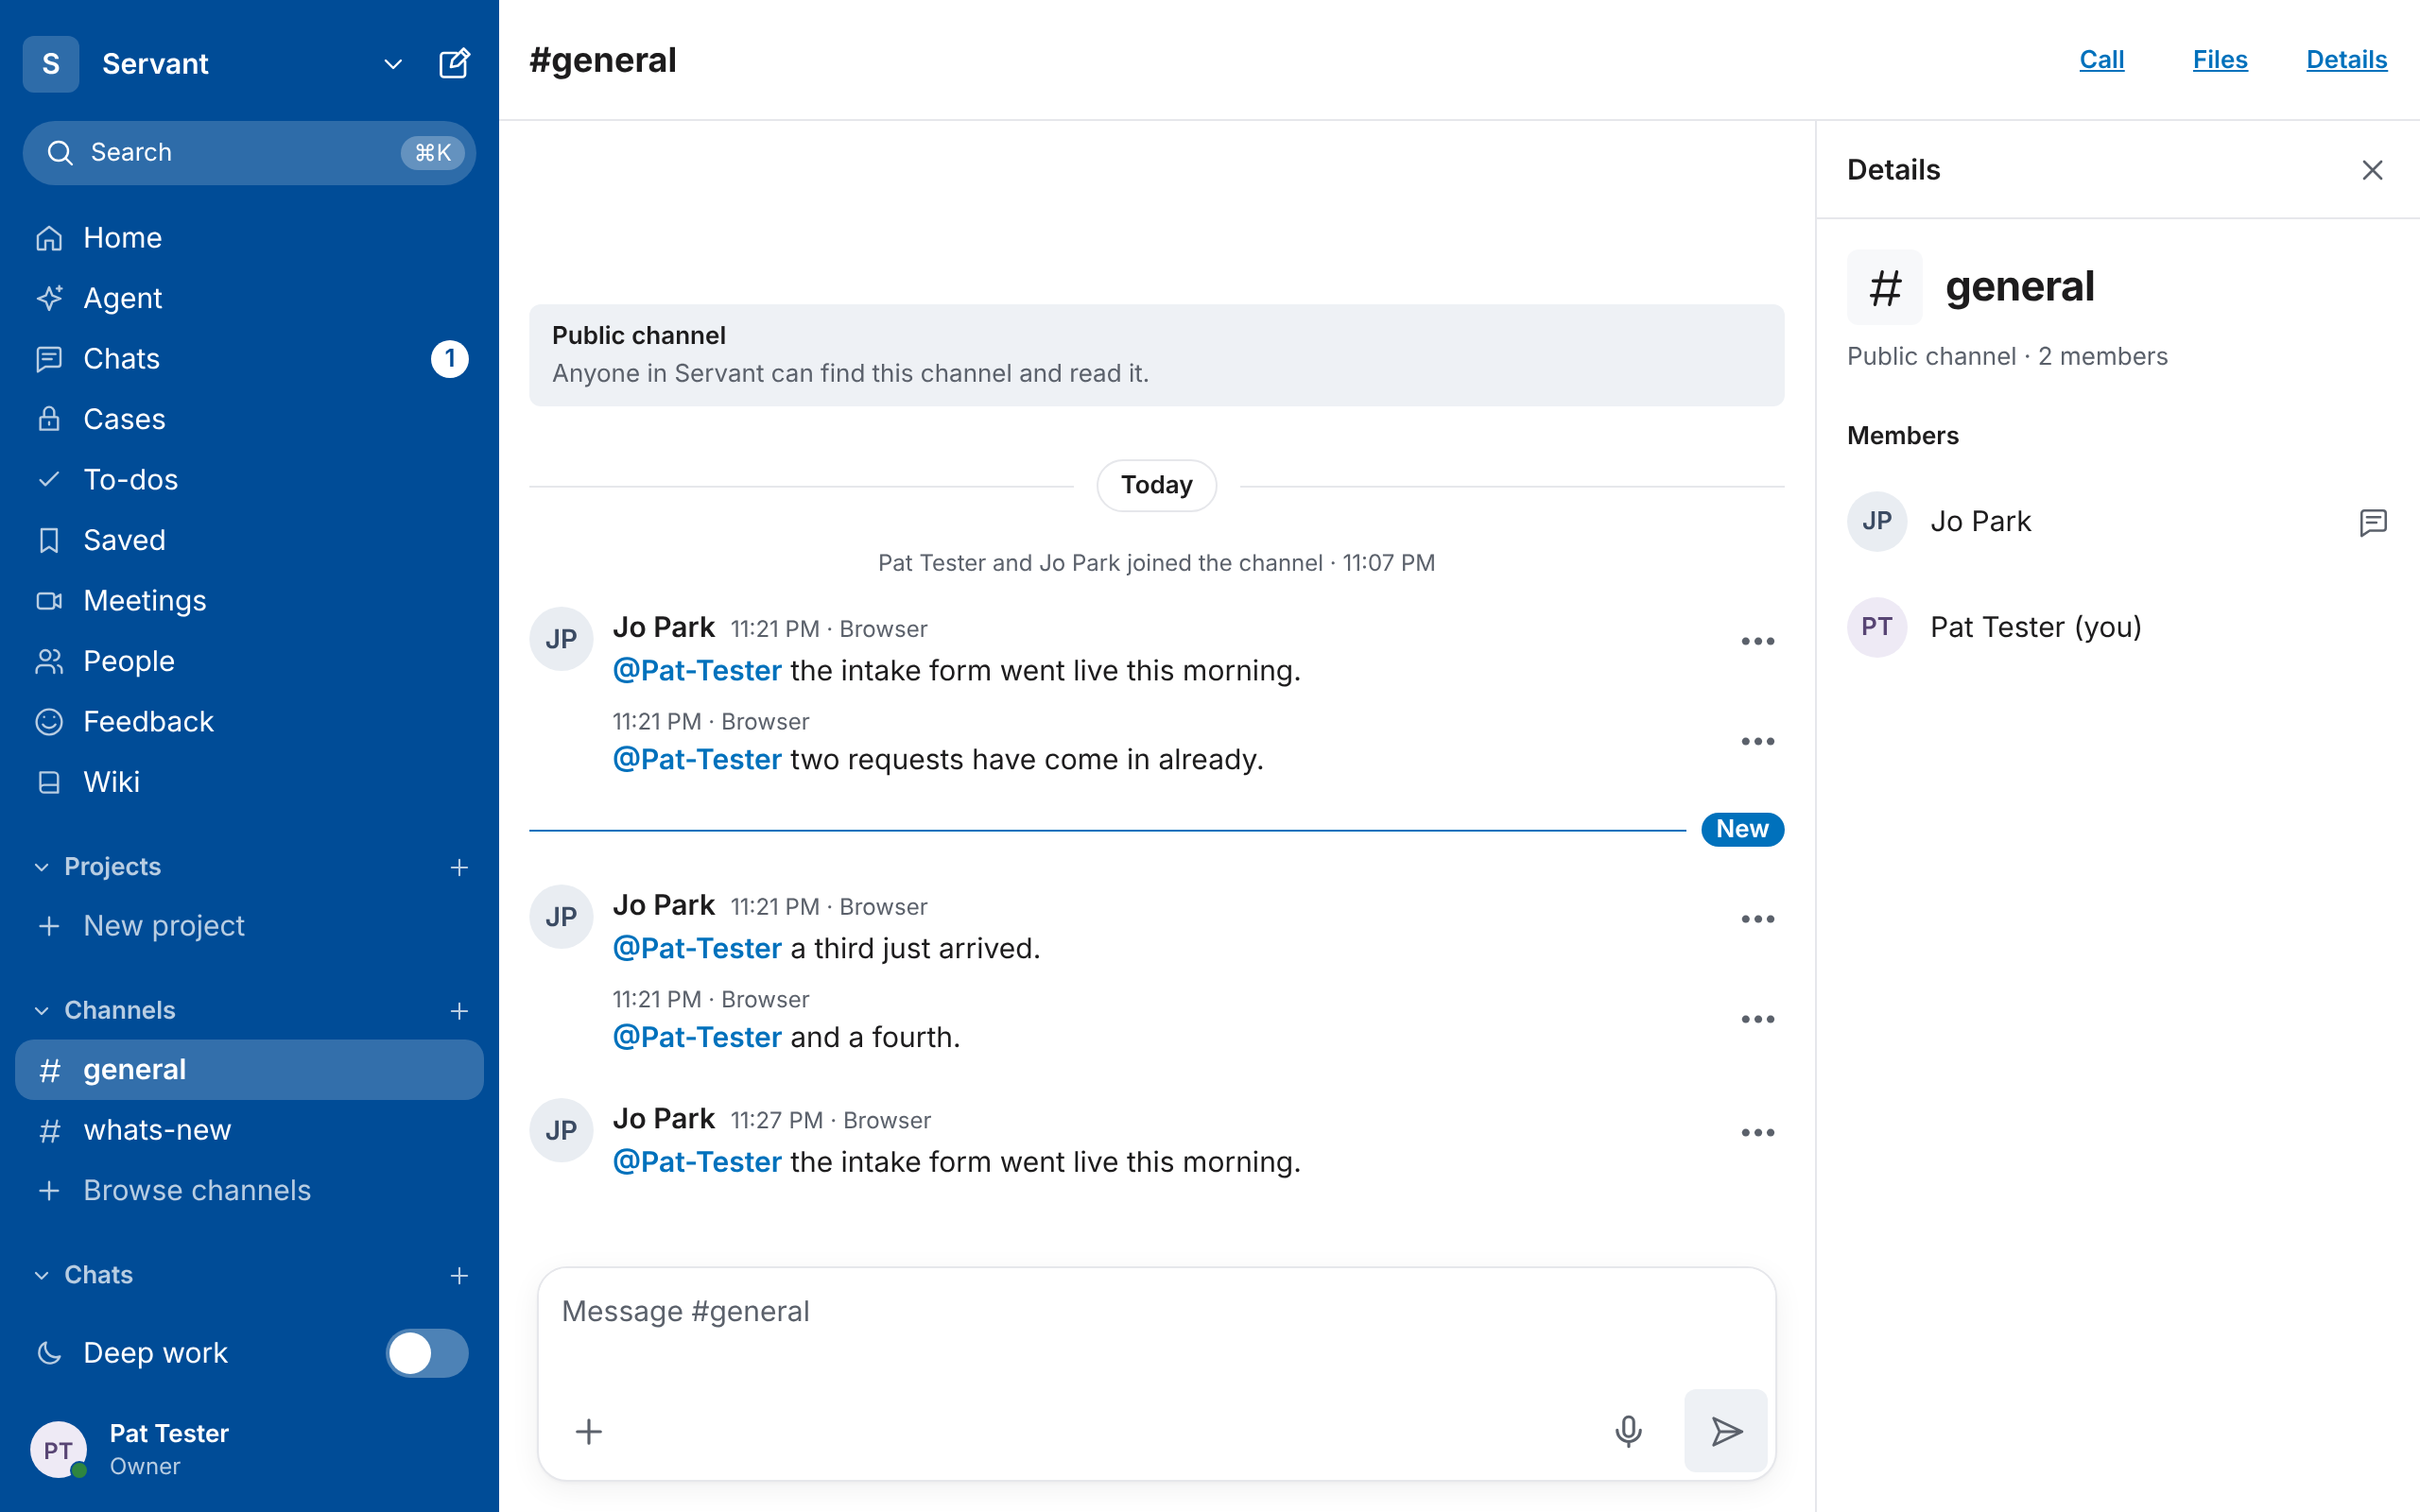 S
Servant
Search
⌘K
Home
Agent
Chats
1
Cases
To-dos
Saved
Meetings
People
Feedback
Wiki
Projects
New project
Channels
# general
# whats-new
Browse channels
Chats
Deep work
PT
Pat Tester
Owner
#general
Call
Files
Details
Public channel
Anyone in Servant can find this channel and read it.
Today
Pat Tester and Jo Park joined the channel · 11:07 PM
JP
Jo Park 11:21 PM · Browser
@Pat-Tester the intake form went live this morning.
11:21 PM · Browser
@Pat-Tester two requests have come in already.
New
JP
Jo Park 11:21 PM · Browser
@Pat-Tester a third just arrived.
11:21 PM · Browser
@Pat-Tester and a fourth.
JP
Jo Park 11:27 PM · Browser
@Pat-Tester the intake form went live this morning.
Message #general
Details
# general
Public channel · 2 members
Members
JP
Jo Park
PT
Pat Tester (you)